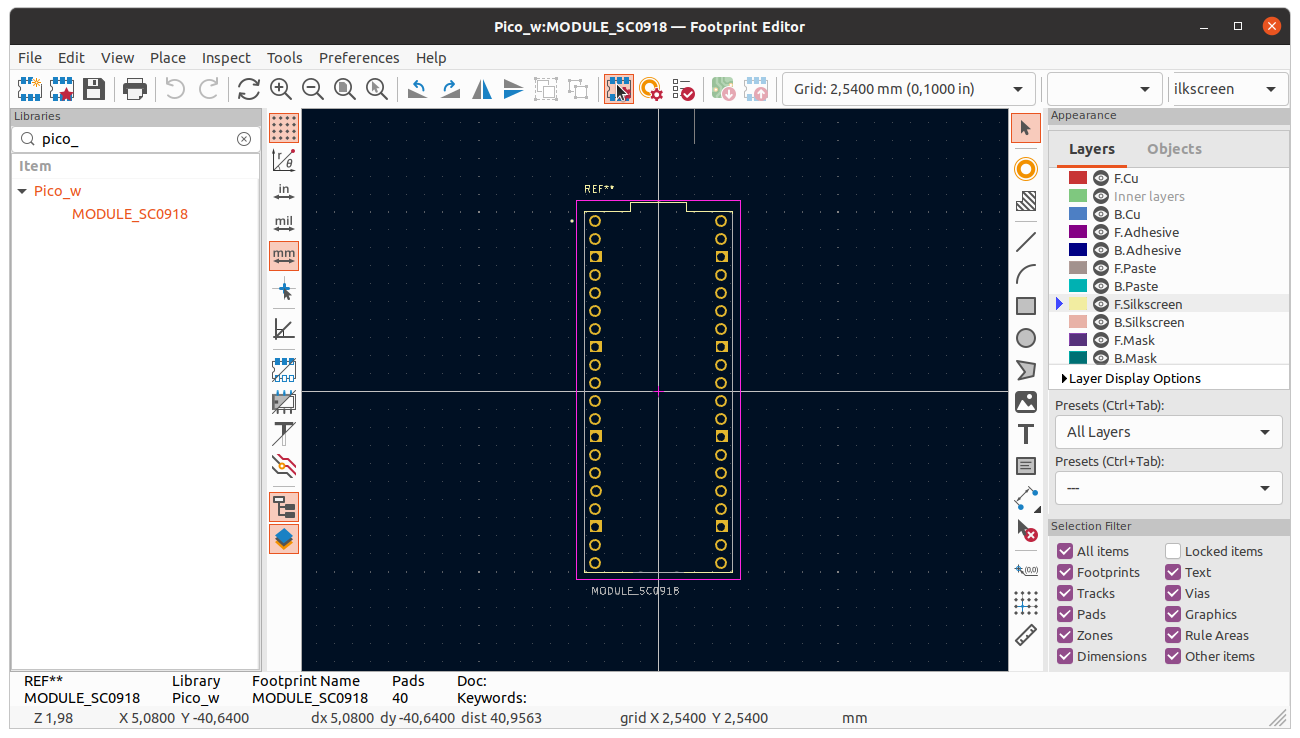 Pico_w:MODULE_SC0918 — Footprint Editor
File Edit View Place Inspect Tools Preferences Help
Grid: 2,5400 mm (0,1000 in)
ilkscreen
Libraries
pico_
Item
Pico_w
MODULE_SC0918
r
θ
in
mil
mm
REF**
MODULE_SC0918
T
(0,0)
Appearance
Layers Objects
F.Cu
Inner layers
B.Cu
F.Adhesive
B.Adhesive
F.Paste
B.Paste
F.Silkscreen
B.Silkscreen
F.Mask
B.Mask
Layer Display Options
Presets (Ctrl+Tab):
All Layers
Presets (Ctrl+Tab):
---
Selection Filter
All items Locked items
Footprints Text
Tracks Vias
Pads Graphics
Zones Rule Areas
Dimensions Other items
REF** Library Footprint Name Pads Doc:
MODULE_SC0918 Pico_w MODULE_SC0918 40 Keywords:
Z 1,98 X 5,0800 Y -40,6400 dx 5,0800 dy -40,6400 dist 40,9563 grid X 2,5400 Y 2,5400 mm